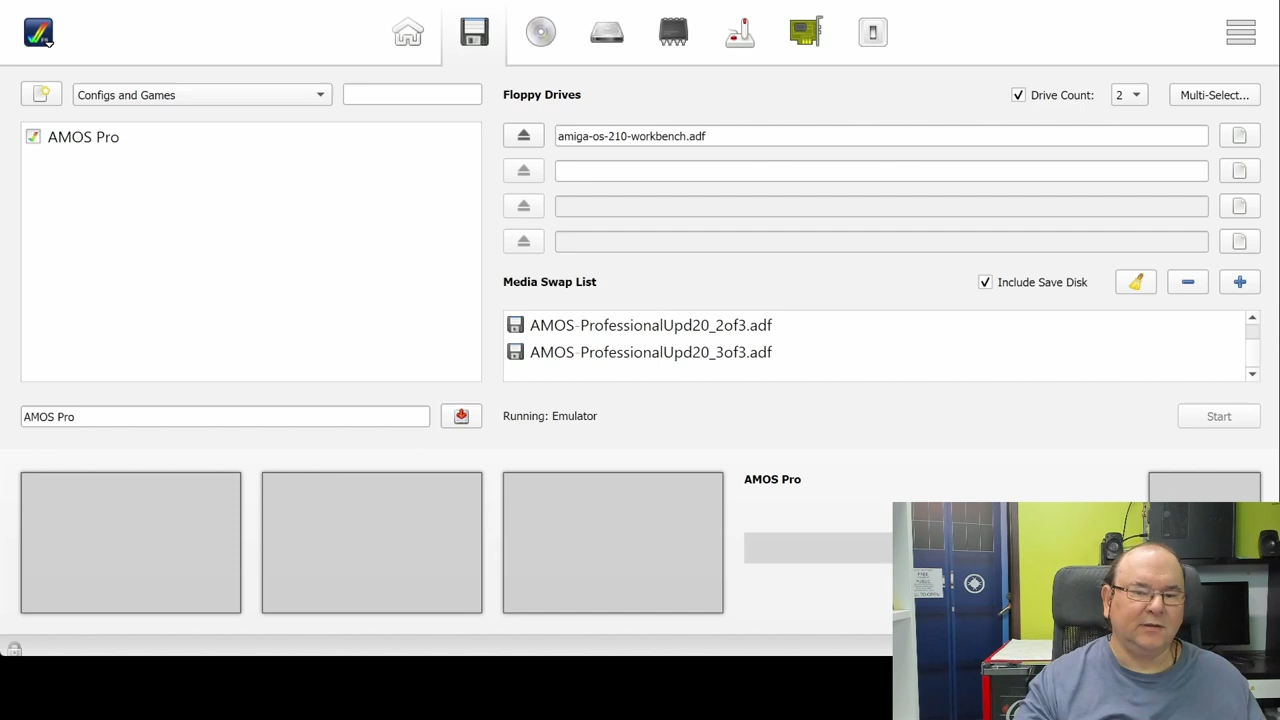 Configs and Games
Floppy Drives
Drive Count:
2
Multi-Select...
AMOS Pro
amiga-os-210-workbench.adf
Media Swap List
Include Save Disk
AMOS-ProfessionalUpd20_2of3.adf
AMOS-ProfessionalUpd20_3of3.adf
AMOS Pro
Running: Emulator
Start
AMOS Pro
FREE